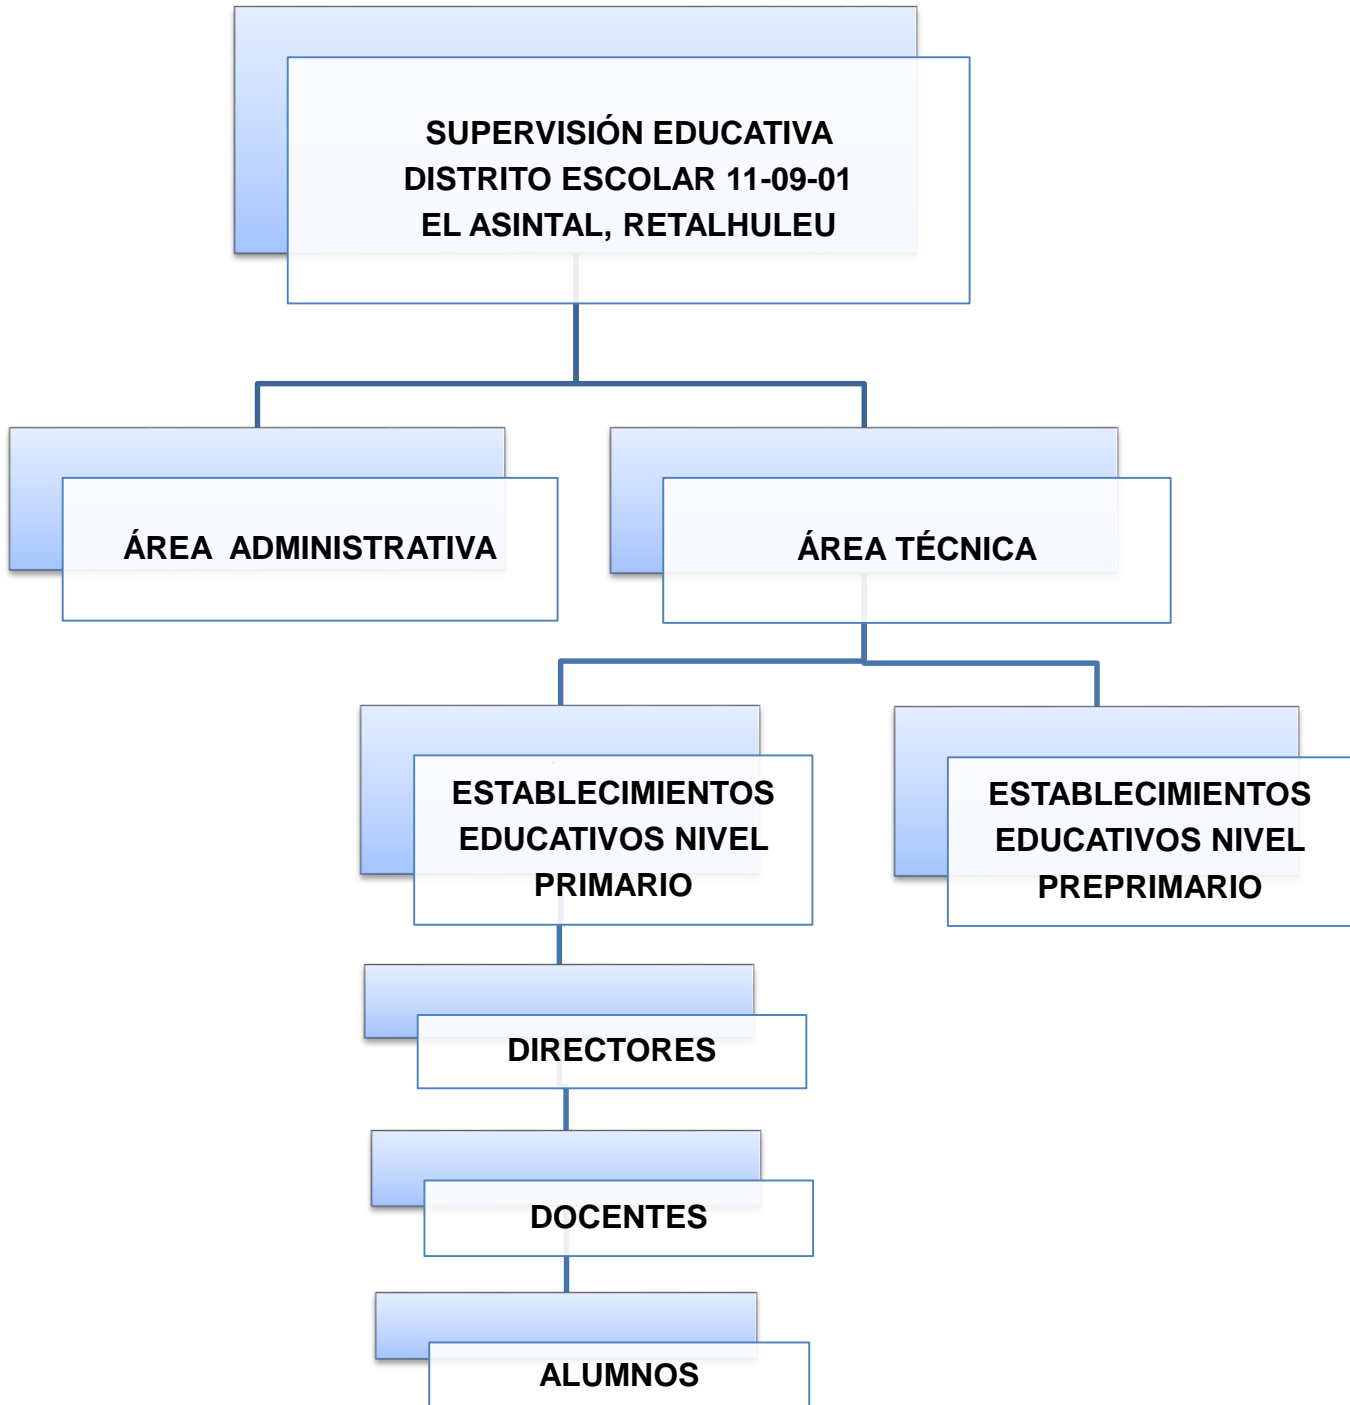 SUPERVISIÓN EDUCATIVA
DISTRITO ESCOLAR 11-09-01
EL ASINTAL, RETALHULEU
ÁREA ADMINISTRATIVA
ÁREA TÉCNICA
ESTABLECIMIENTOS
EDUCATIVOS NIVEL
PRIMARIO
ESTABLECIMIENTOS
EDUCATIVOS NIVEL
PREPRIMARIO
DIRECTORES
DOCENTES
ALUMNOS